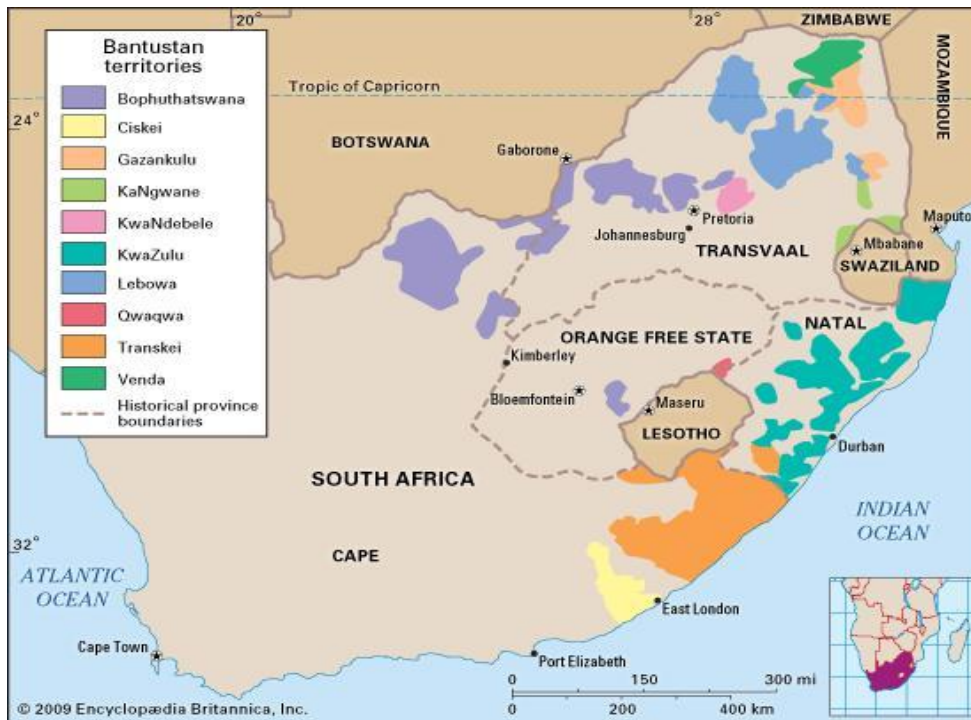 20°
28°
ZIMBABWE
MOZAMBIQUE
Bantustan
territories
Bophuthatswana
Ciskei
Gazankulu
KaNgwane
KwaNdebele
KwaZulu
Lebowa
Qwaqwa
Transkei
Venda
Historical province
boundaries
Tropic of Capricorn
24°
BOTSWANA
Gaborone
Pretoria
Johannesburg
TRANSVAAL
Maputo
Mbabane
SWAZILAND
NATAL
ORANGE FREE STATE
Kimberley
Bloemfontein
Maseru
LESOTHO
Durban
SOUTH AFRICA
INDIAN
OCEAN
32°
CAPE
ATLANTIC
OCEAN
East London
Cape Town
Port Elizabeth
0 150 300 mi
0 200 400 km
© 2009 Encyclopædia Britannica, Inc.